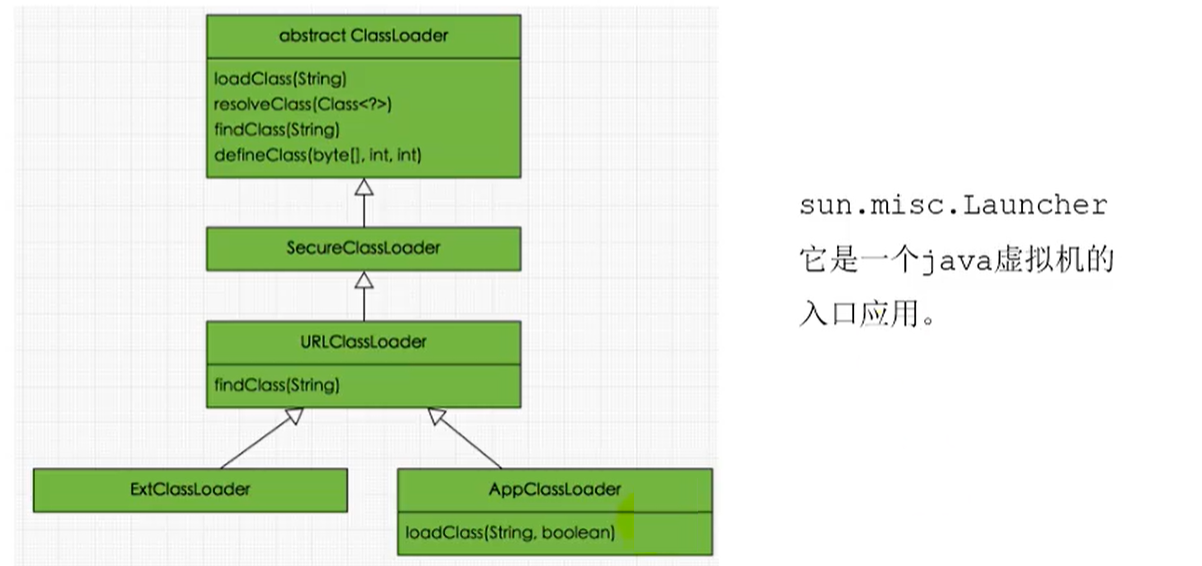 abstract ClassLoader
loadClass(String)
resolveClass(Class<?>)
findClass(String)
defineClass(byte[], int, int)
SecureClassLoader
URLClassLoader
findClass(String)
ExtClassLoader
AppClassLoader
loadClass(String, boolean)
sun.misc.Launcher
它是一个java虚拟机的
入口应用。